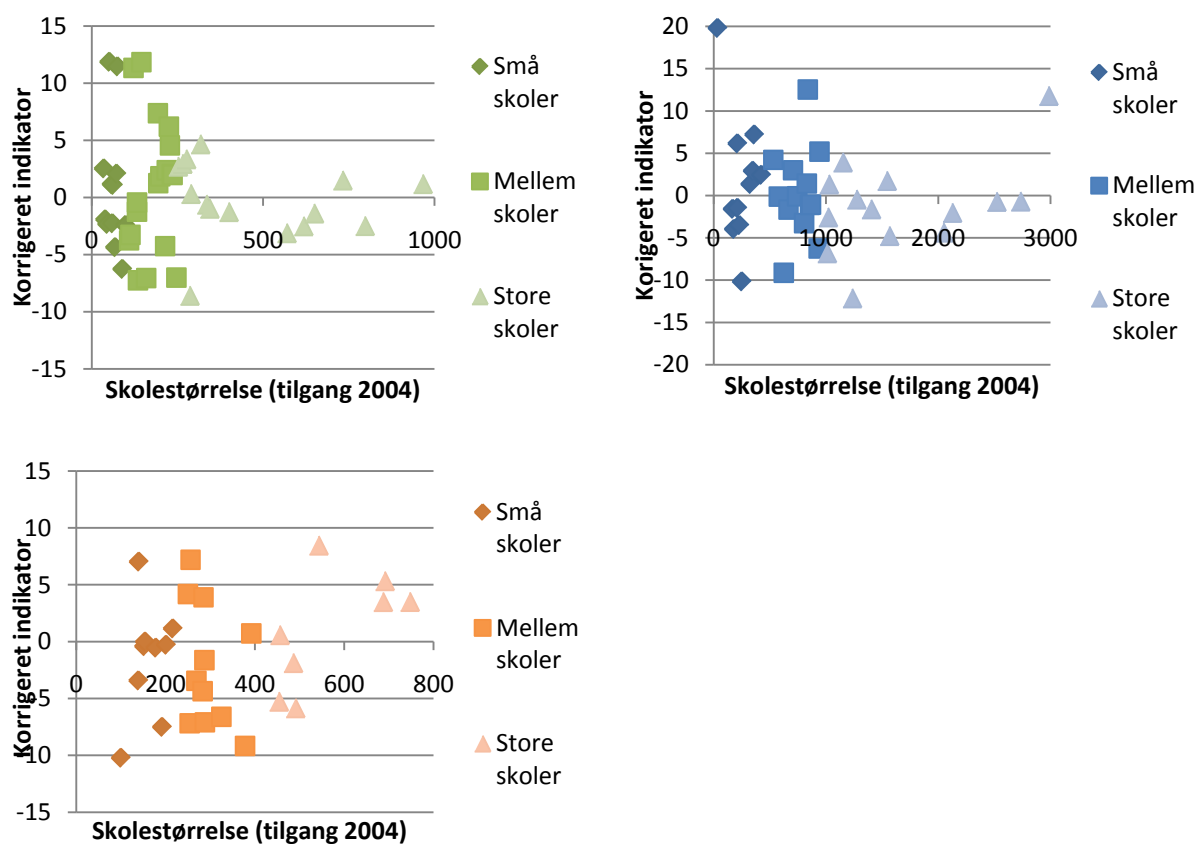 15
10
5
0
-5
-10
-15
0
500
1000
Korrigeret indikator
Skolestørrelse (tilgang 2004)
Små
skoler
Mellem
skoler
Store
skoler
20
15
10
5
0
-5
-10
-15
-20
0
1000
2000
3000
Korigeret indikator
Skolestørrelse (tilgang 2004)
Små
skoler
Mellem
skoler
Store
skoler
15
10
5
0
-5
-10
-15
0
200
400
600
800
Korrigeret indikator
Skolestørrelse (tilgang 2004)
Små
skoler
Mellem
skoler
Store
skoler